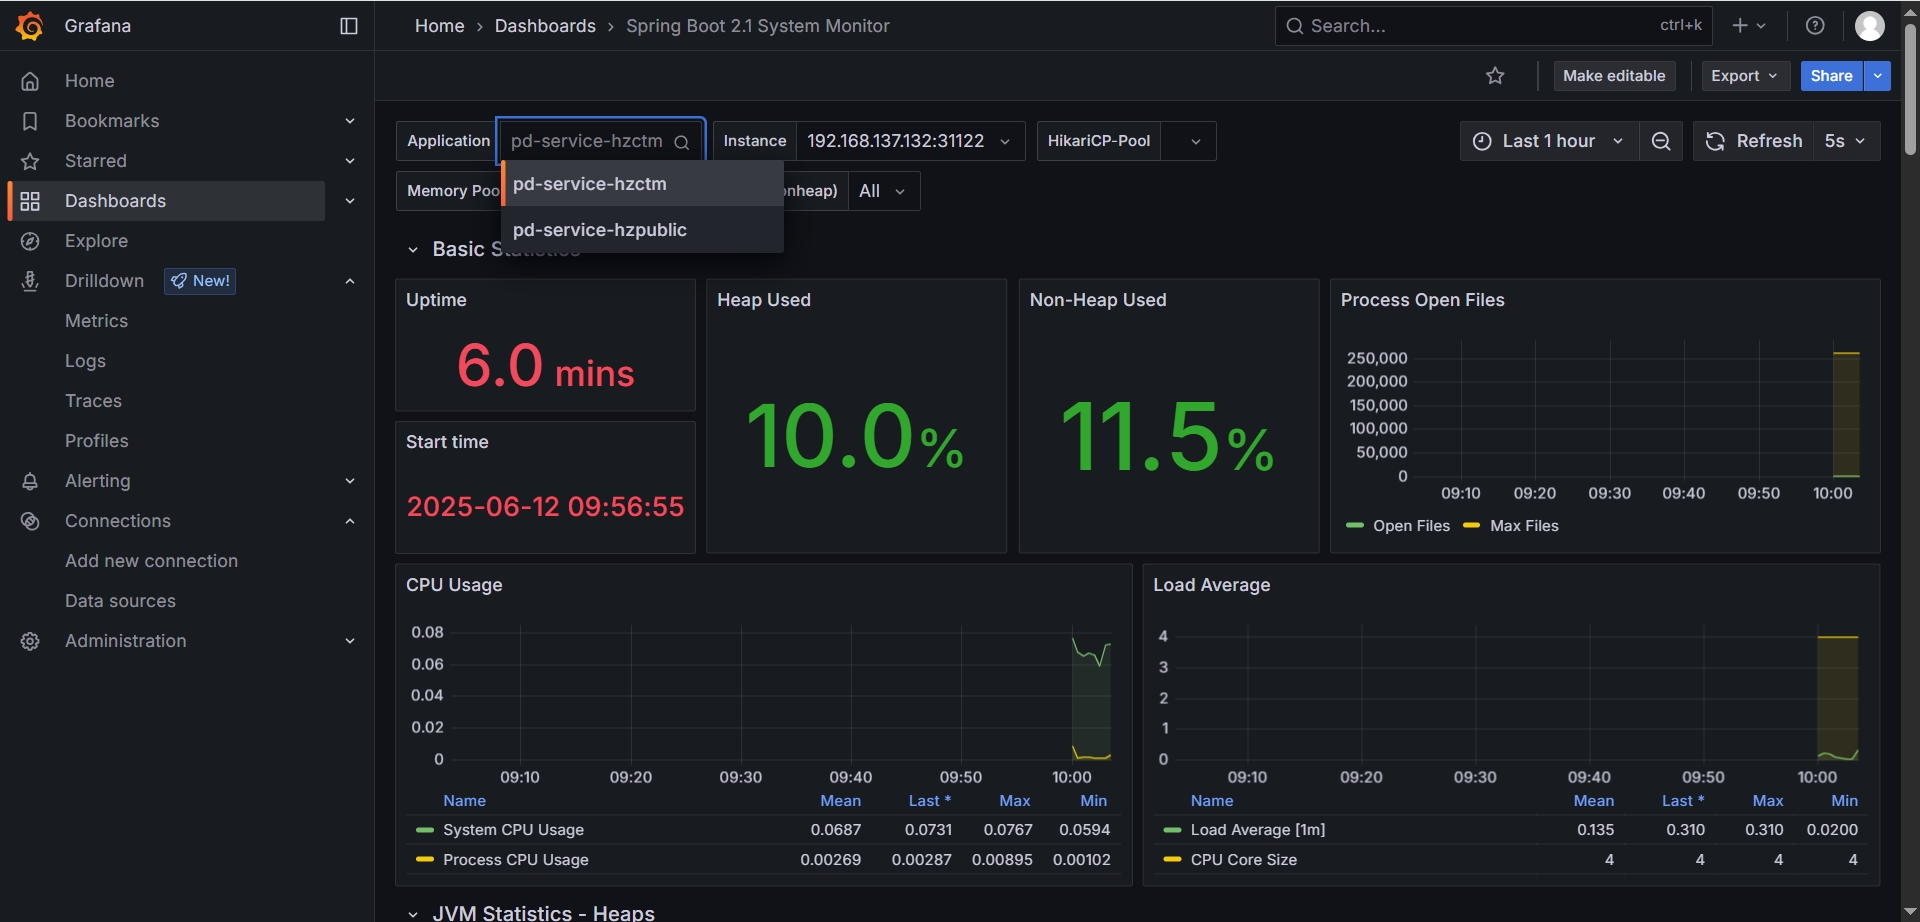 Grafana
Home › Dashboards › Spring Boot 2.1 System Monitor
Search...
ctrl+k
Home
Bookmarks
Starred
Dashboards
Explore
Drilldown
New!
Metrics
Logs
Traces
Profiles
Alerting
Connections
Add new connection
Data sources
Administration
Make editable
Export
Share
Application
pd-service-hzctm
Instance
192.168.137.132:31122
HikariCP-Pool
Last 1 hour
Refresh
5s
pd-service-hzctm
pd-service-hzpublic
Memory Poo
nheap)
All
Basic Statistics
Uptime
6.0 mins
Start time
2025-06-12 09:56:55
Heap Used
10.0%
Non-Heap Used
11.5%
Process Open Files
250,000
200,000
150,000
100,000
50,000
0
09:10 09:20 09:30 09:40 09:50 10:00
Open Files Max Files
CPU Usage
0.08
0.06
0.04
0.02
0
09:10 09:20 09:30 09:40 09:50 10:00
Name Mean Last * Max Min
System CPU Usage 0.0687 0.0731 0.0767 0.0594
Process CPU Usage 0.00269 0.00287 0.00895 0.00102
Load Average
4
3
2
1
0
09:10 09:20 09:30 09:40 09:50 10:00
Name Mean Last * Max Min
Load Average [1m] 0.135 0.310 0.310 0.0200
CPU Core Size 4 4 4 4
JVM Statistics - Heaps